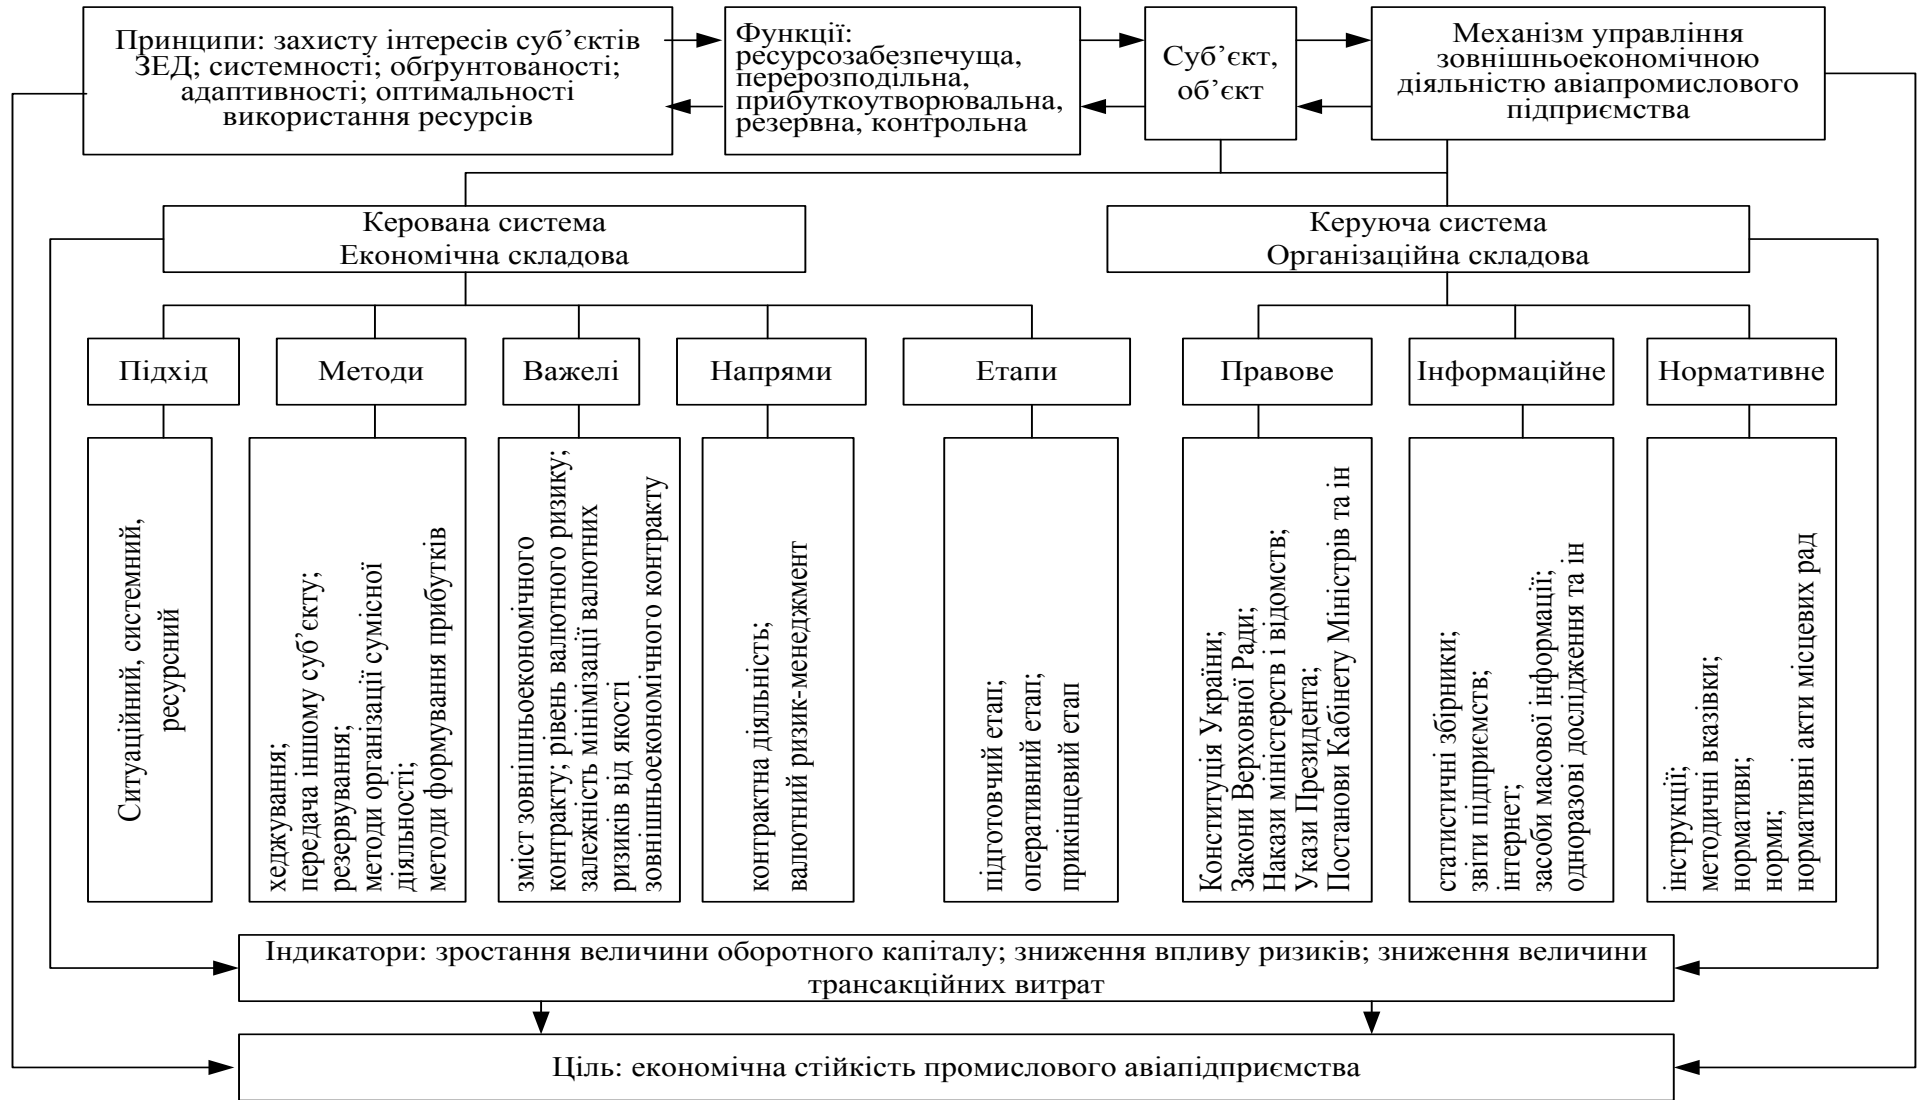 Принципи: захисту інтересів суб’єктів
ЗЕД; системності; обґрунтованості;
адаптивності; оптимальності
використання ресурсів
Функції:
ресурсозабезпечуща,
перерозподільна,
прибуткоутворювальна,
резервна, контрольна
Суб’єкт,
об’єкт
Механізм управління
зовнішньоекономічною
діяльністю авіапромислового
підприємства
Керована система
Економічна складова
Керуюча система
Організаційна складова
Підхід
Методи
Важелі
Напрями
Етапи
Правове
Інформаційне
Нормативне
Ситуаційний, системний,
ресурсний
хеджування;
передача іншому суб’єкту;
резервування;
методи організації сумісної
діяльності;
методи формування прибутків
зміст зовнішньоекономічного
контракту; рівень валютного ризику;
залежність мінімізації валютних
ризиків від якості
зовнішньоекономічного контракту
контрактна діяльність;
валютний ризик-менеджмент
підготовчий етап;
оперативний етап;
прикінцевий етап
Конституція України;
Закони Верховної Ради;
Накази міністерств і відомств;
Укази Президента;
Постанови Кабінету Міністрів та ін
статистичні збірники;
звіти підприємств;
інтернет;
засоби масової інформації;
одноразові дослідження та ін
інструкції;
методичні вказівки;
нормативи;
норми;
нормативні акти місцевих рад
Індикатори: зростання величини оборотного капіталу; зниження впливу ризиків; зниження величини
трансакційних витрат
Ціль: економічна стійкість промислового авіапідприємства